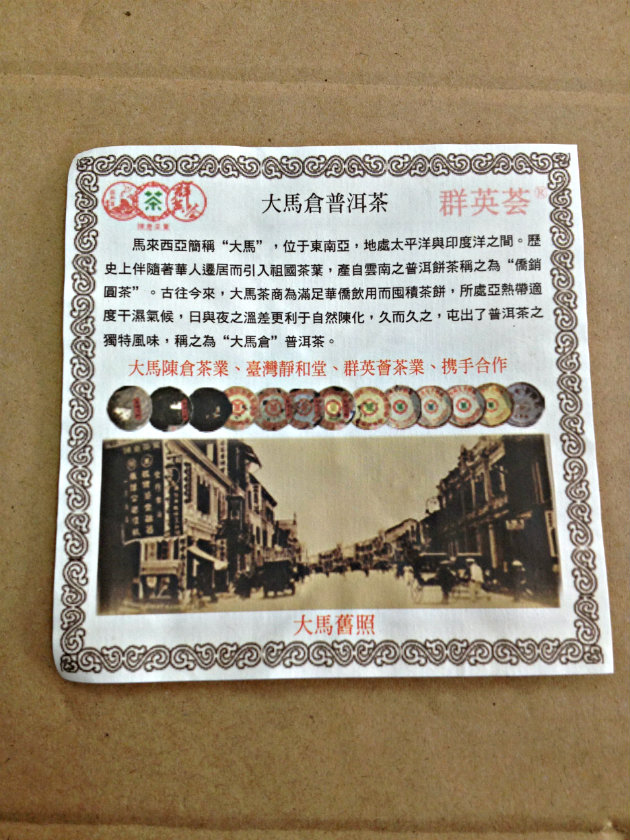 大馬倉普洱茶
群英荟®
茶
陳倉茶業
馬來西亞簡稱“大馬”，位于東南亞，地處太平洋與印度洋之間。歷
史上伴隨著華人遷居而引入祖國茶葉，產自雲南之普洱餅茶稱之為“僑銷
圓茶”。古往今來，大馬茶商為滿足華僑飲用而囤積茶餅，所處亞熱帶適
度干濕氣候，日與夜之溫差更利于自然陳化，久而久之，屯出了普洱茶之
獨特風味，稱之為“大馬倉”普洱茶。
大馬陳倉茶業、臺灣靜和堂、群英薈茶業、携手合作
大馬舊照